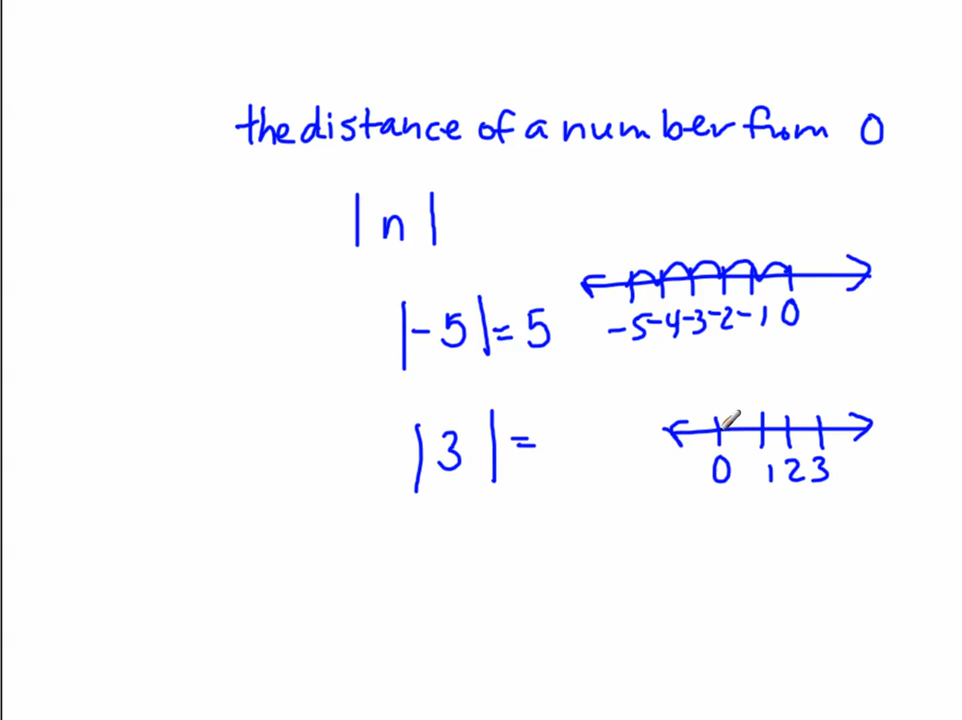 the distance of a number from 0
|n|
-5 -4 -3 -2 -1 0
|-5| = 5
|3| =
0 1 2 3